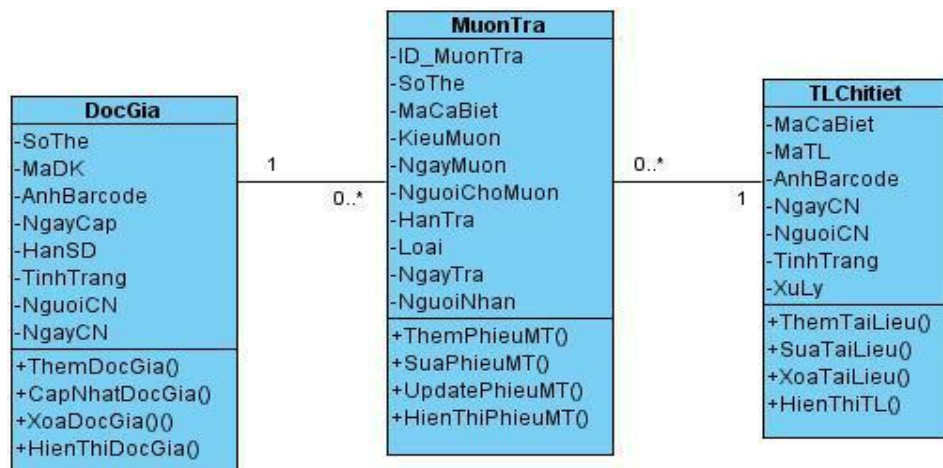 DocGia
-SoThe
-MaDK
-AnhBarcode
-NgayCap
-HanSD
-TinhTrang
-NguoiCN
-NgayCN
+ThemDocGia()
+CapNhatDocGia()
+XoaDocGia()()
+HienThiDocGia()
1
0..*
MuonTra
-ID_MuonTra
-SoThe
-MaCaBiet
-KieuMuon
-NgayMuon
-NguoiChoMuon
-HanTra
-Loai
-NgayTra
-NguoiNhan
+ThemPhieuMT()
+SuaPhieuMT()
+UpdatePhieuMT()
+HienThiPhieuMT()
0..*
1
TLChitiet
-MaCaBiet
-MaTL
-AnhBarcode
-NgayCN
-NguoiCN
-TinhTrang
-XuLy
+ThemTaiLieu()
+SuaTaiLieu()
+XoaTaiLieu()
+HienThiTL()